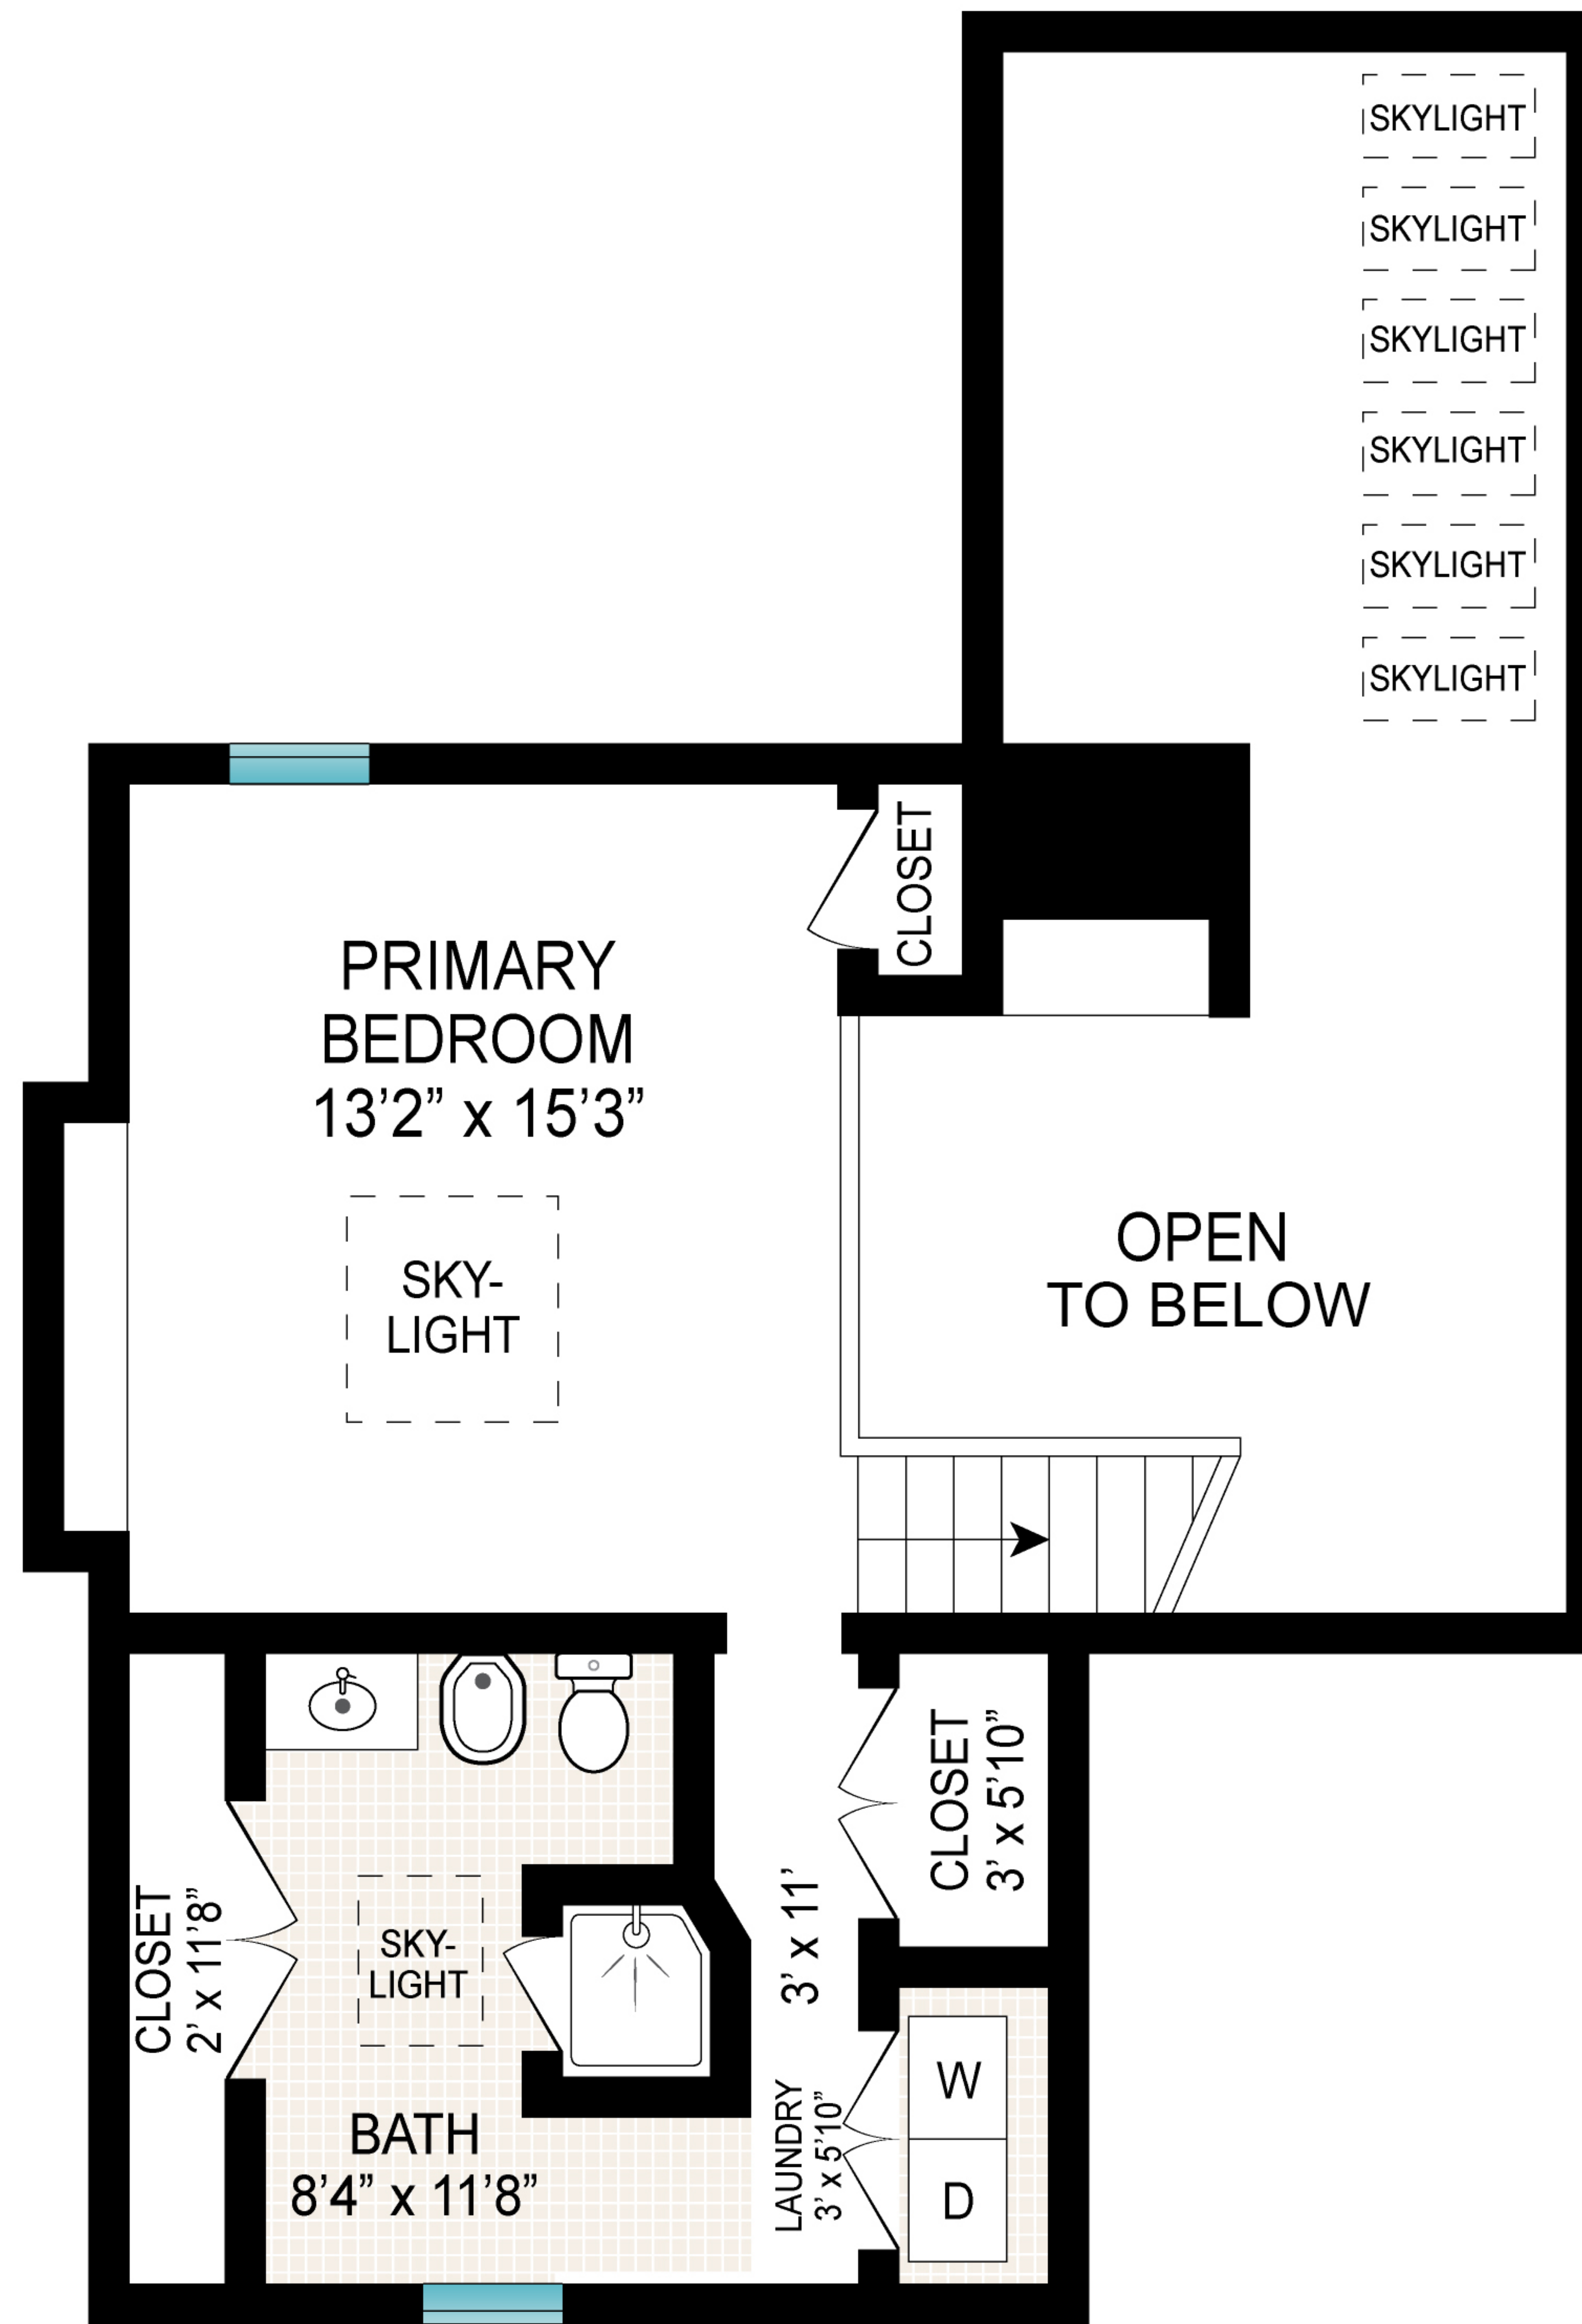 SKYLIGHT
SKYLIGHT
SKYLIGHT
SKYLIGHT
SKYLIGHT
SKYLIGHT
CLOSET
PRIMARY
BEDROOM
13’2” x 15’3”
SKY-
LIGHT
OPEN
TO BELOW
CLOSET
3’ x 5’10”
3’ x 11’
CLOSET
2’ x 11’8”
SKY-
LIGHT
BATH
8’4” x 11’8”
LAUNDRY
3’ x 5’10”
W
D